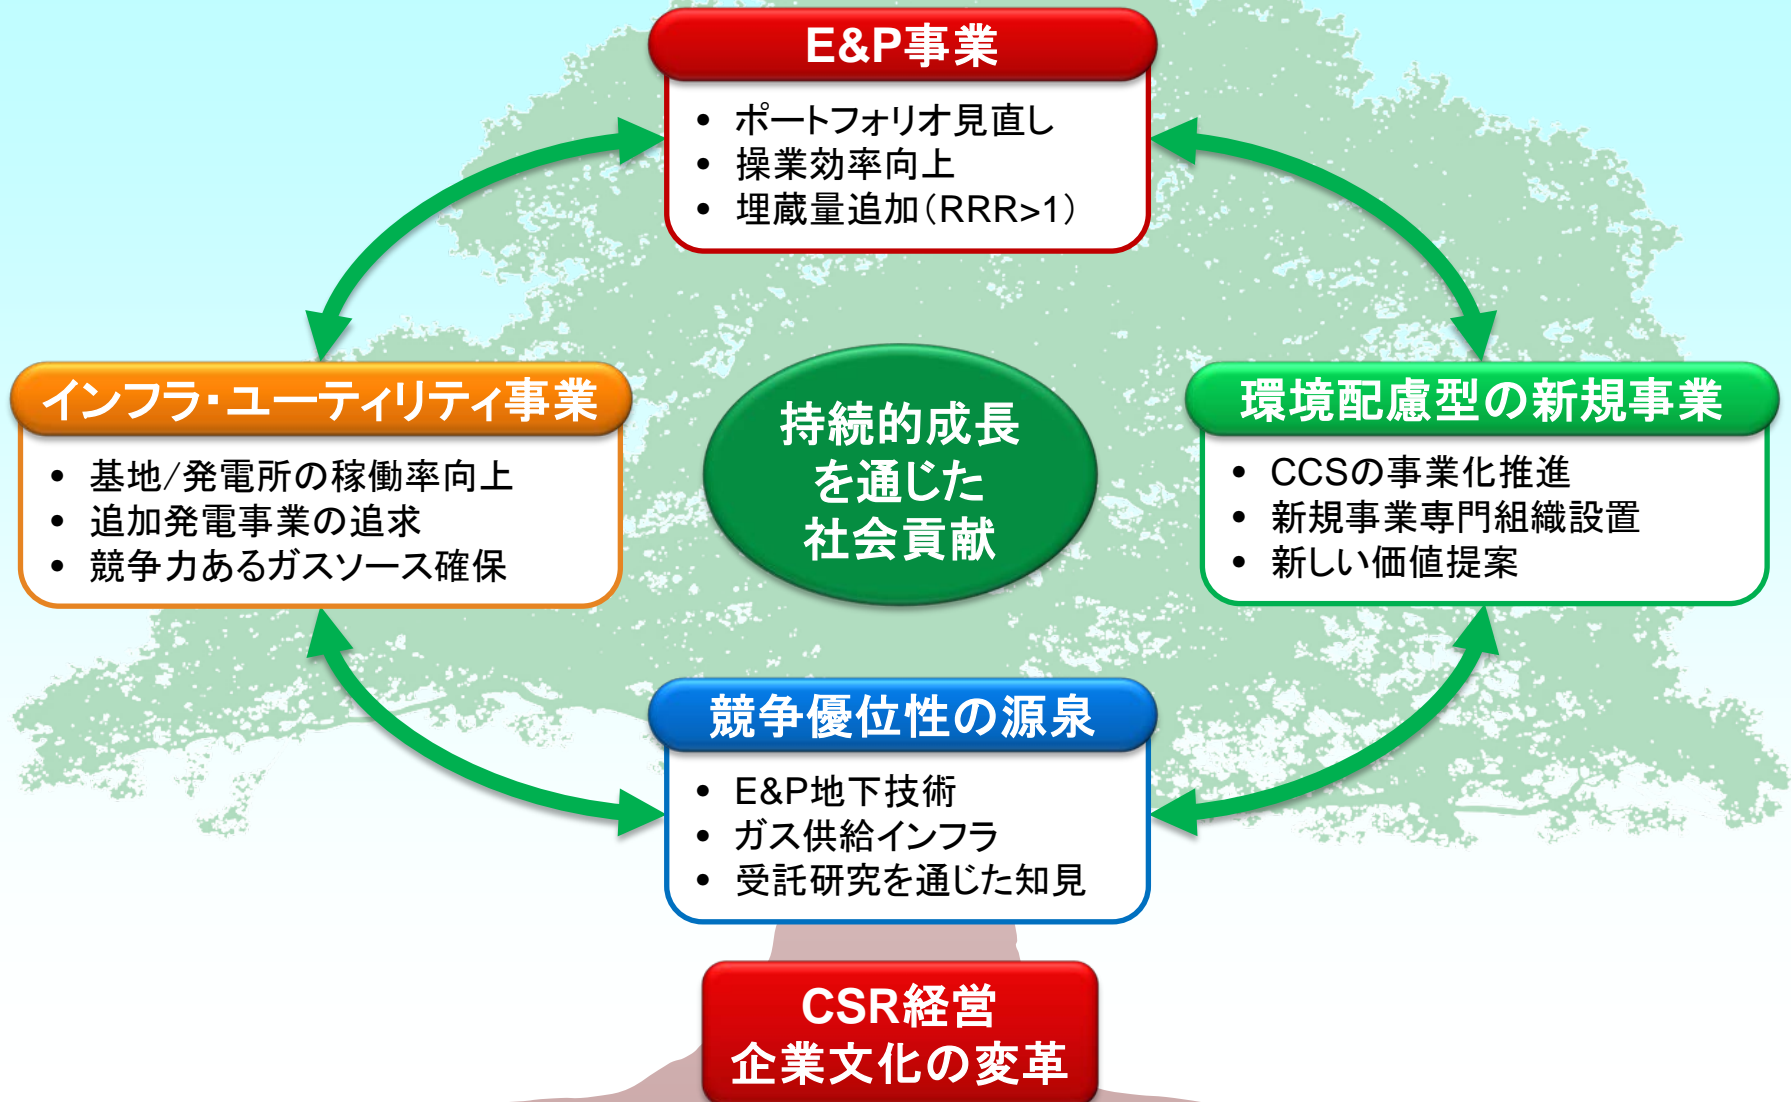 E&P事業
• ポートフォリオ見直し
• 操業効率向上
• 埋蔵量追加（RRR>1）
インフラ・ユーティリティ事業
• 基地/発電所の稼働率向上
• 追加発電事業の追求
• 競争力あるガスソース確保
持続的成長
を通じた
社会貢献
環境配慮型の新規事業
• CCSの事業化推進
• 新規事業専門組織設置
• 新しい価値提案
競争優位性の源泉
• E&P地下技術
• ガス供給インフラ
• 受託研究を通じた知見
CSR経営
企業文化の変革